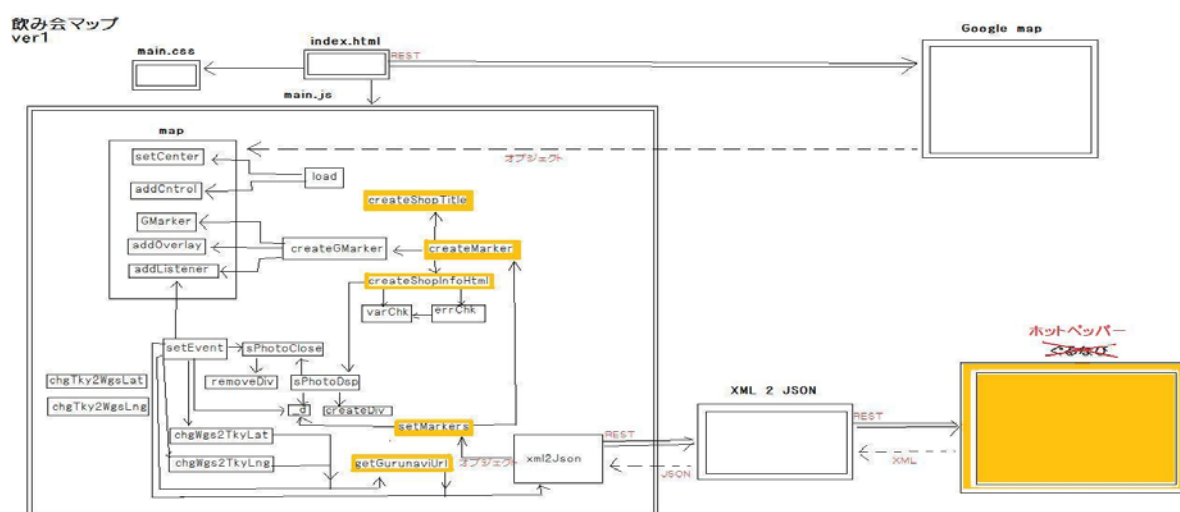 飲み会マップ
ver1
main.css
index.html
REST
Google map
main.js
map
setCenter
addCntrol
GMarker
addOverlay
addListener
load
オブジェクト
createShopTitle
createGMarker
createMarker
createShopInfoHtml
varChk
errChk
setEvent
sPhotoClose
removeDiv
sPhotoDsp
_d
createDiv
chgTky2WgsLat
chgTky2WgsLng
chgWgs2TkyLat
chgWgs2TkyLng
setMarkers
getGurunaviUrl
オブジェクト
xml2Json
REST
JSON
XML 2 JSON
REST
XML
ホットペッパー
ぐるなび